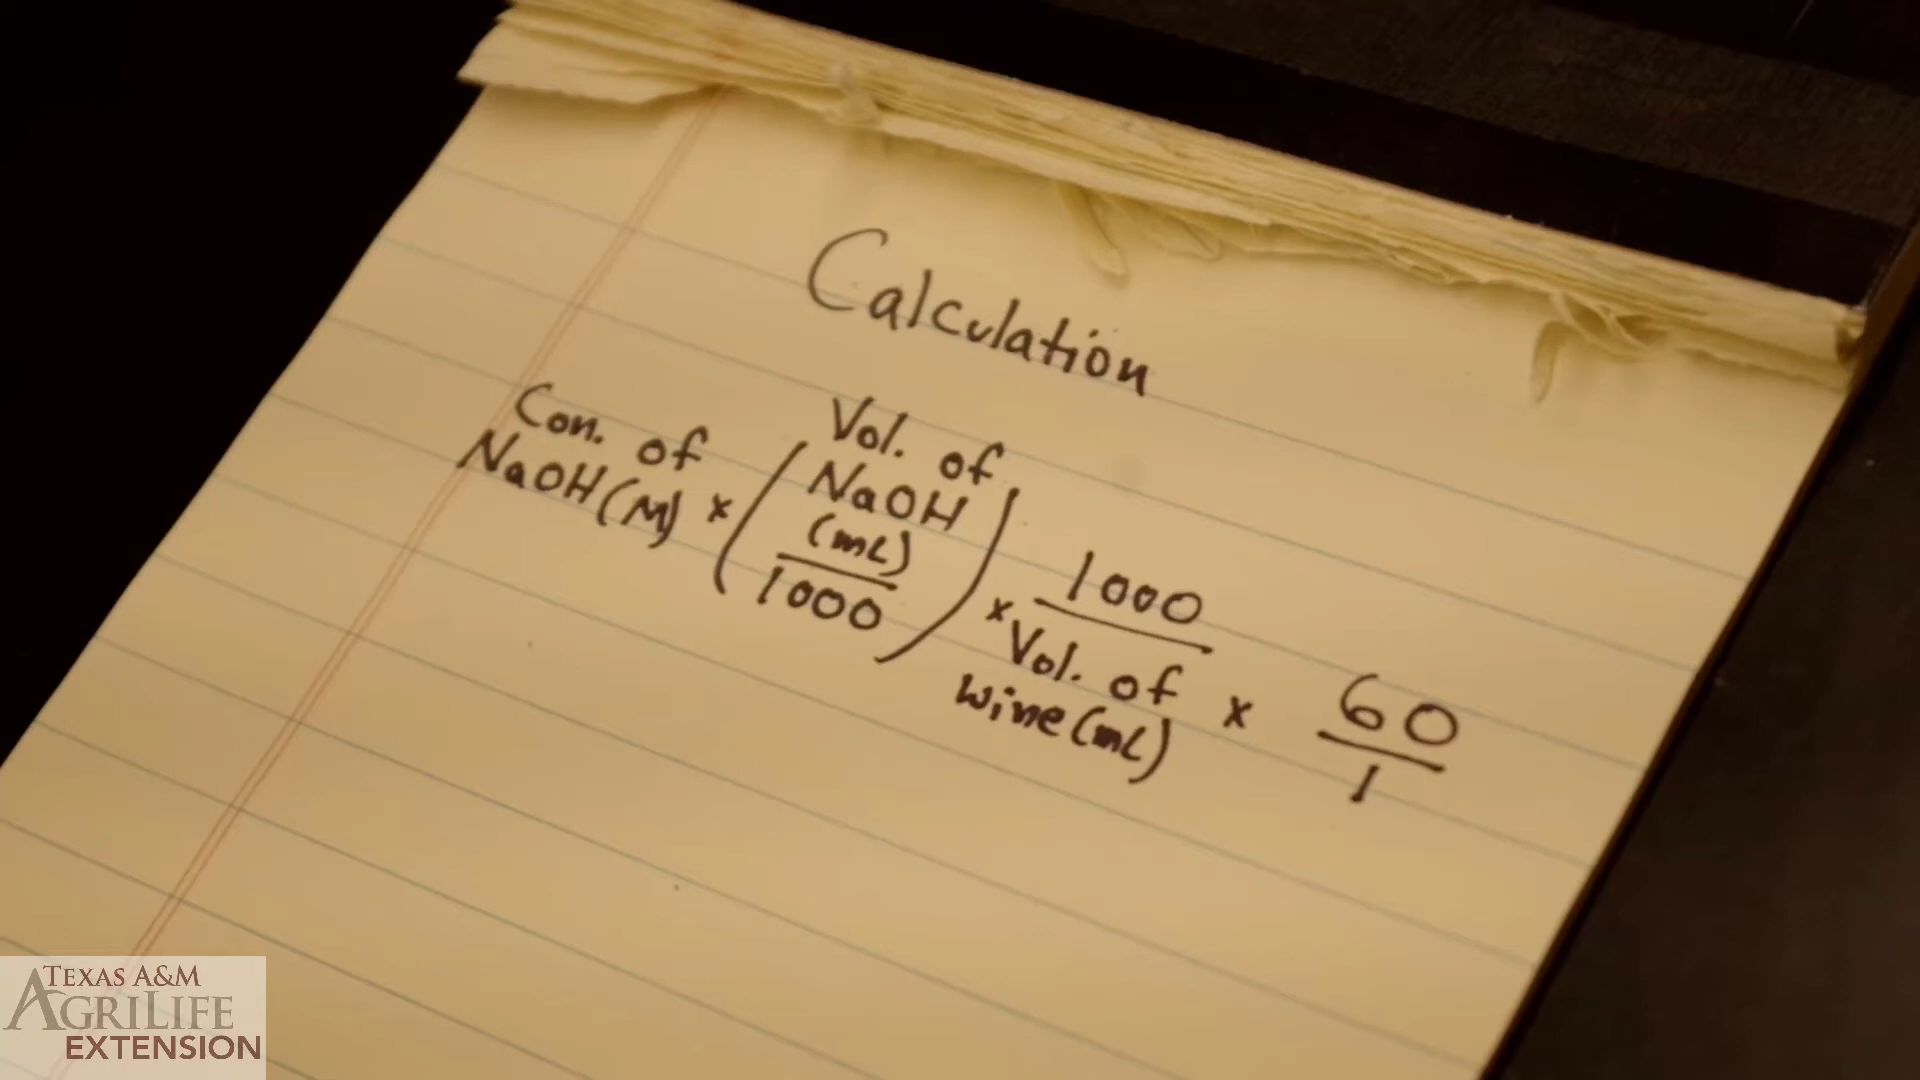 Calculation
Con. of
NaOH (M) x
Vol. of
NaOH
(mL)
1000
x
1000
Vol. of
wine (mL)
x
60
1
TEXAS A&M
AGRILIFE
EXTENSION